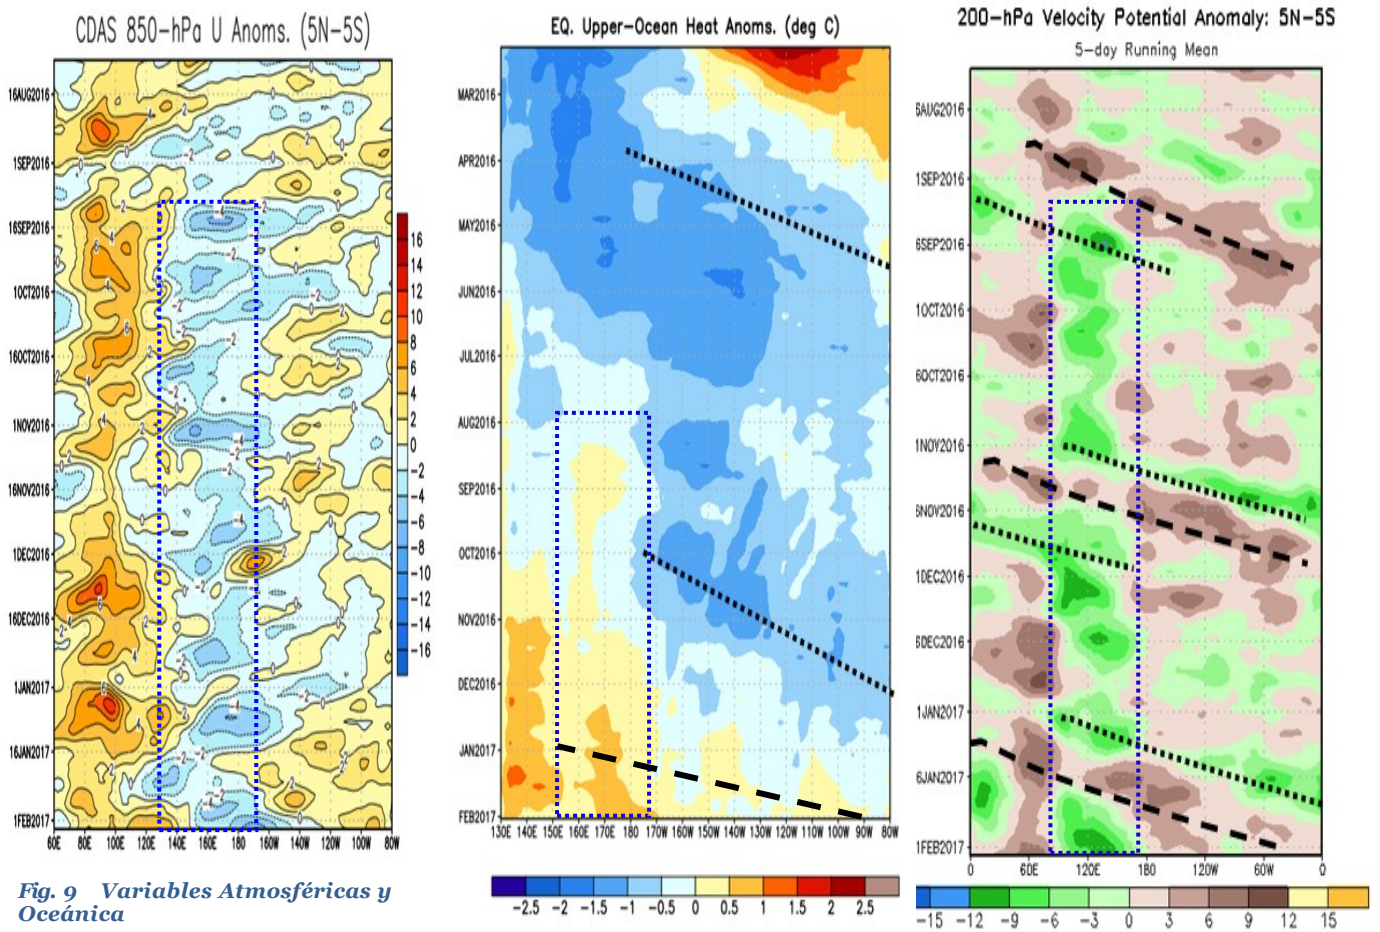 CDAS 850-hPa U Anoms. (5N-5S)
16AUG2016
1SEP2016
16SEP2016
1OCT2016
16OCT2016
1NOV2016
16NOV2016
1DEC2016
16DEC2016
1JAN2017
16JAN2017
1FEB2017
60E 80E 100E 120E 140E 160E 180 160W 140W 120W 100W 80W
16
14
12
10
8
6
4
2
0
-2
-4
-6
-8
-10
-12
-14
-16
EQ. Upper-Ocean Heat Anoms. (deg C)
MAR2016
APR2016
MAY2016
JUN2016
JUL2016
AUG2016
SEP2016
OCT2016
NOV2016
DEC2016
JAN2017
FEB2017
130E 140E 150E 160E 170E 180 170W 160W 150W 140W 130W 120W 110W 100W 90W 80W
-2.5 -2 -1.5 -1 -0.5 0 0.5 1 1.5 2 2.5
200-hPa Velocity Potential Anomaly: 5N-5S
5-day Running Mean
6AUG2016
1SEP2016
6SEP2016
1OCT2016
6OCT2016
1NOV2016
6NOV2016
1DEC2016
6DEC2016
1JAN2017
6JAN2017
1FEB2017
0 60E 120E 180 120W 60W 0
-15 -12 -9 -6 -3 0 3 6 9 12 15
Fig. 9 Variables Atmosféricas y
Oceánica